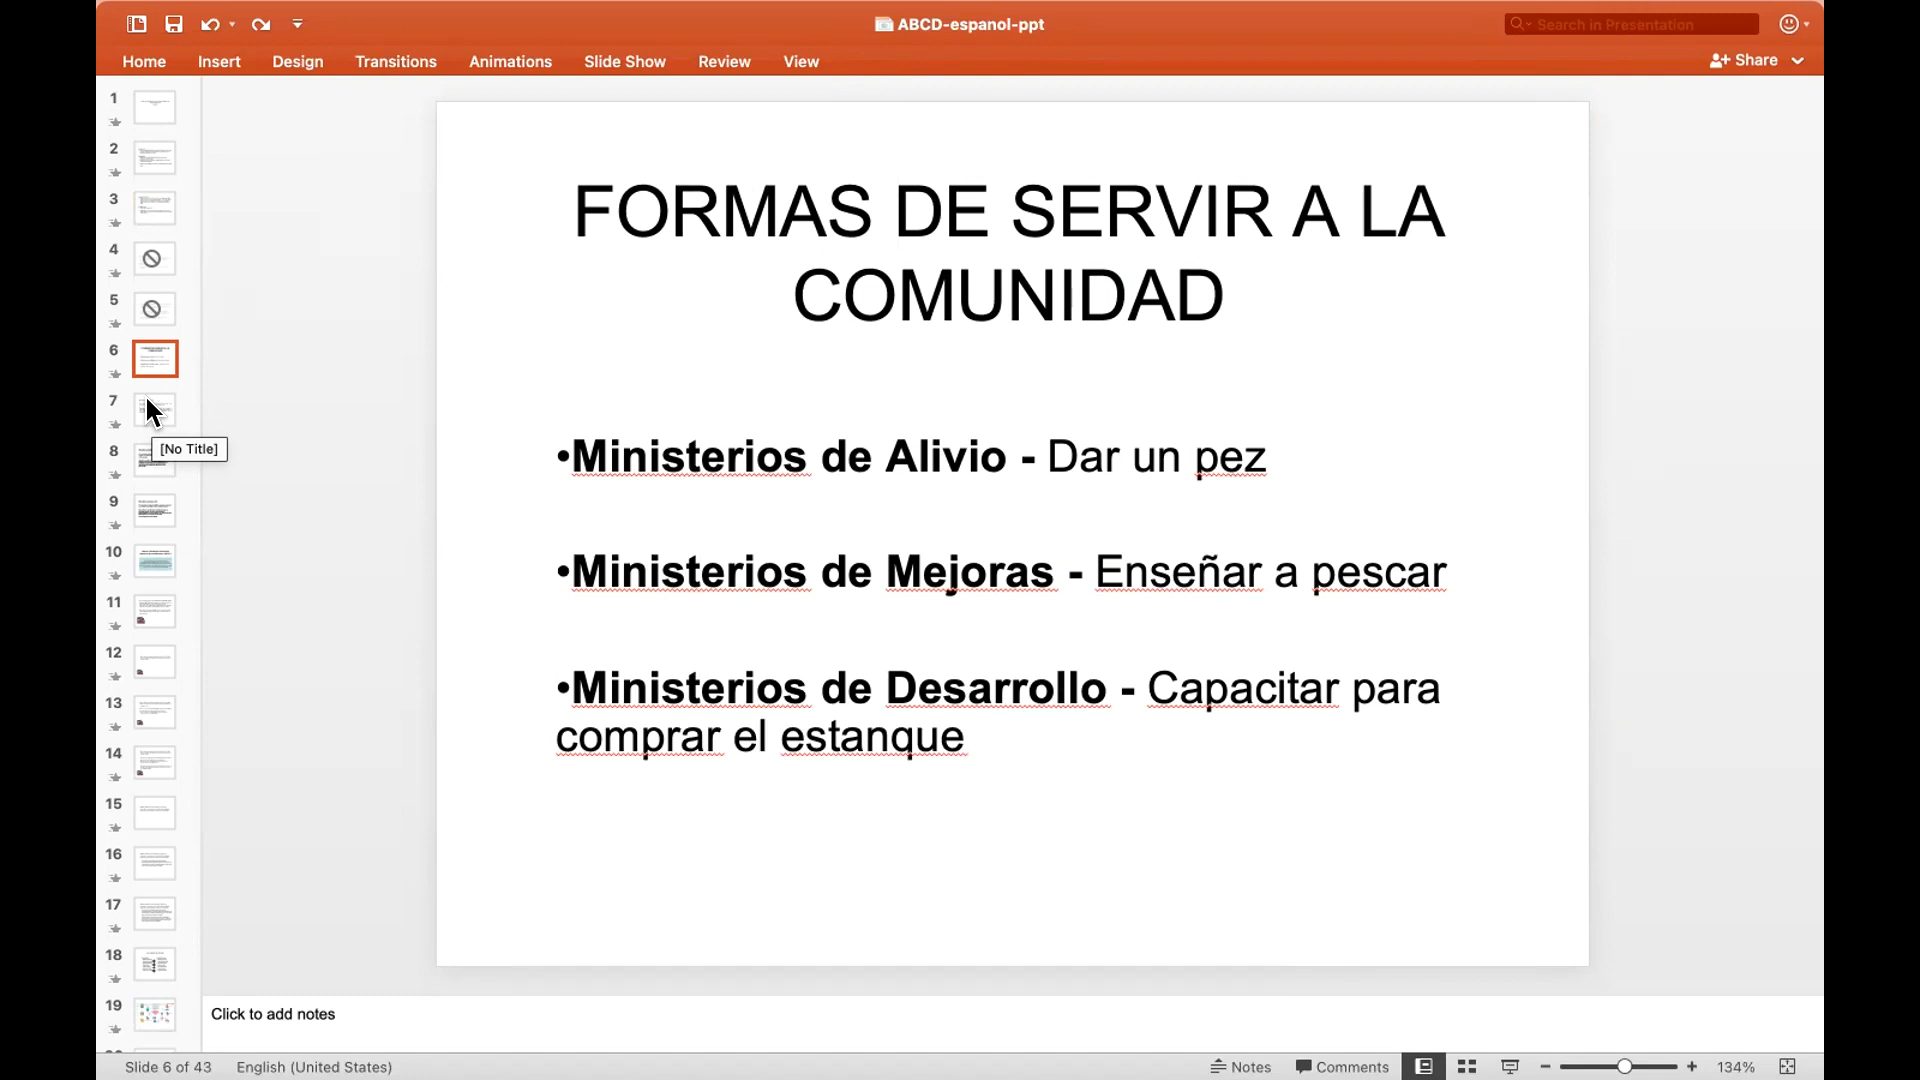 ABCD-espanol-ppt
Search in Presentation
Home Insert Design Transitions Animations Slide Show Review View
Share
1
2
3
4
5
6
7
8
9
10
11
12
13
14
15
16
17
18
19
[No Title]
FORMAS DE SERVIR A LA
COMUNIDAD
•Ministerios de Alivio - Dar un pez
•Ministerios de Mejoras - Enseñar a pescar
•Ministerios de Desarrollo - Capacitar para
comprar el estanque
Click to add notes
Slide 6 of 43 English (United States) Notes Comments 134%